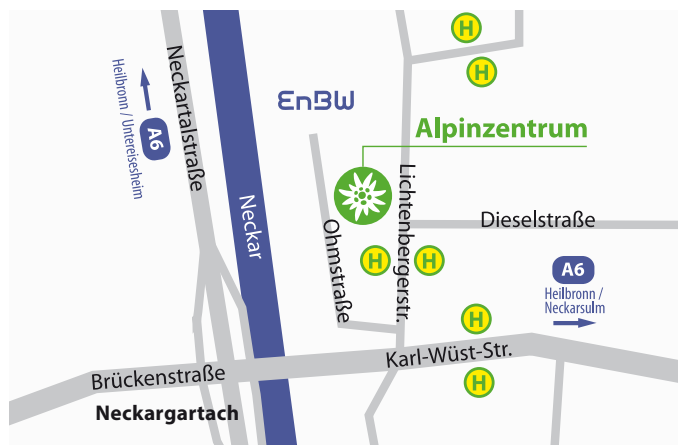 H
H
EnBW
Alpinzentrum
Neckartalstraße
A6
Heilbronn / Untereisesheim
Neckar
Lichtenbergerstr.
Ohmstraße
Dieselstraße
H
H
A6
Heilbronn /
Neckarsulm
H
Karl-Wüst-Str.
Brückenstraße
H
Neckargartach